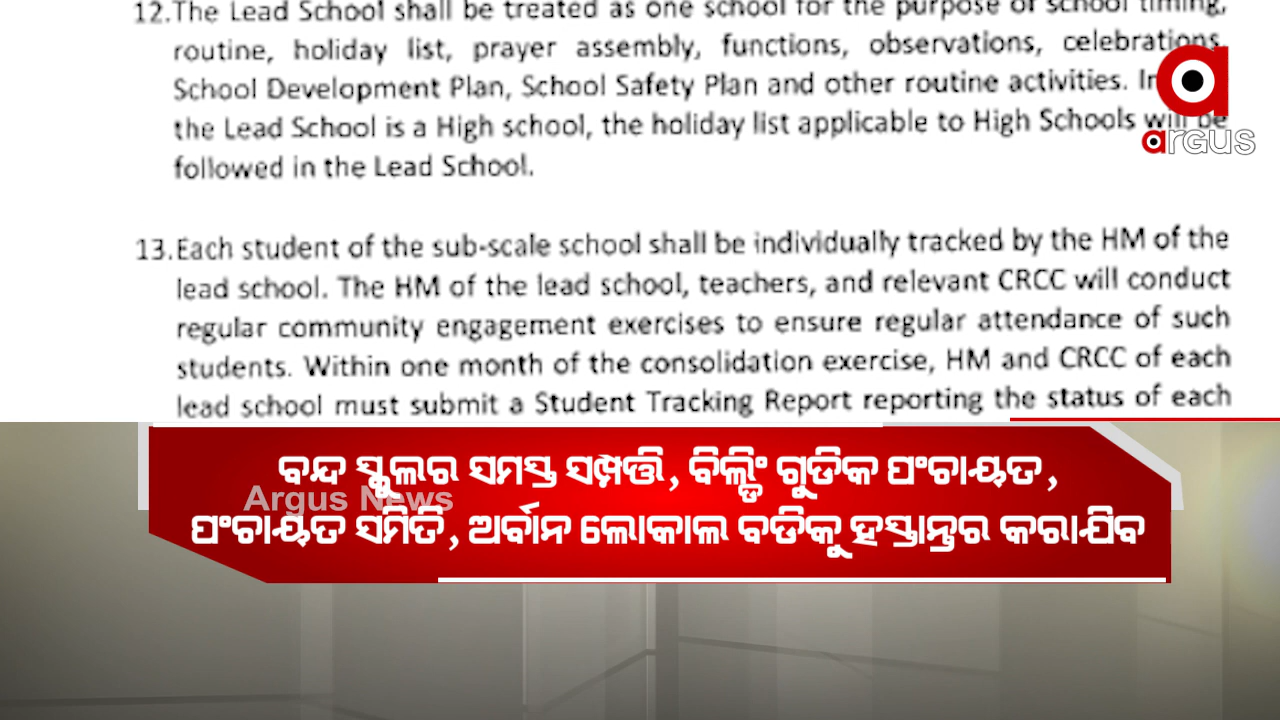 12.The Lead School shall be treated as one school for the purpose of school timing,
routine, holiday list, prayer assembly, functions, observations, celebrations,
School Development Plan, School Safety Plan and other routine activities. In
the Lead School is a High school, the holiday list applicable to High Schools will be
followed in the Lead School.
argus
13.Each student of the sub-scale school shall be individually tracked by the HM of the
lead school. The HM of the lead school, teachers, and relevant CRCC will conduct
regular community engagement exercises to ensure regular attendance of such
students. Within one month of the consolidation exercise, HM and CRCC of each
lead school must submit a Student Tracking Report reporting the status of each
ବନ୍ଦ ସ୍କୁଲର ସମସ୍ତ ସମ୍ପତ୍ତି, ବିଲ୍ଡିଂ ଗୁଡିକ ପଂଚାୟତ,
Argus News
ପଂଚାୟତ ସମିତି, ଅର୍ବାନ ଲୋକାଲ ବଡିକୁ ହସ୍ତାନ୍ତର କରାଯିବ